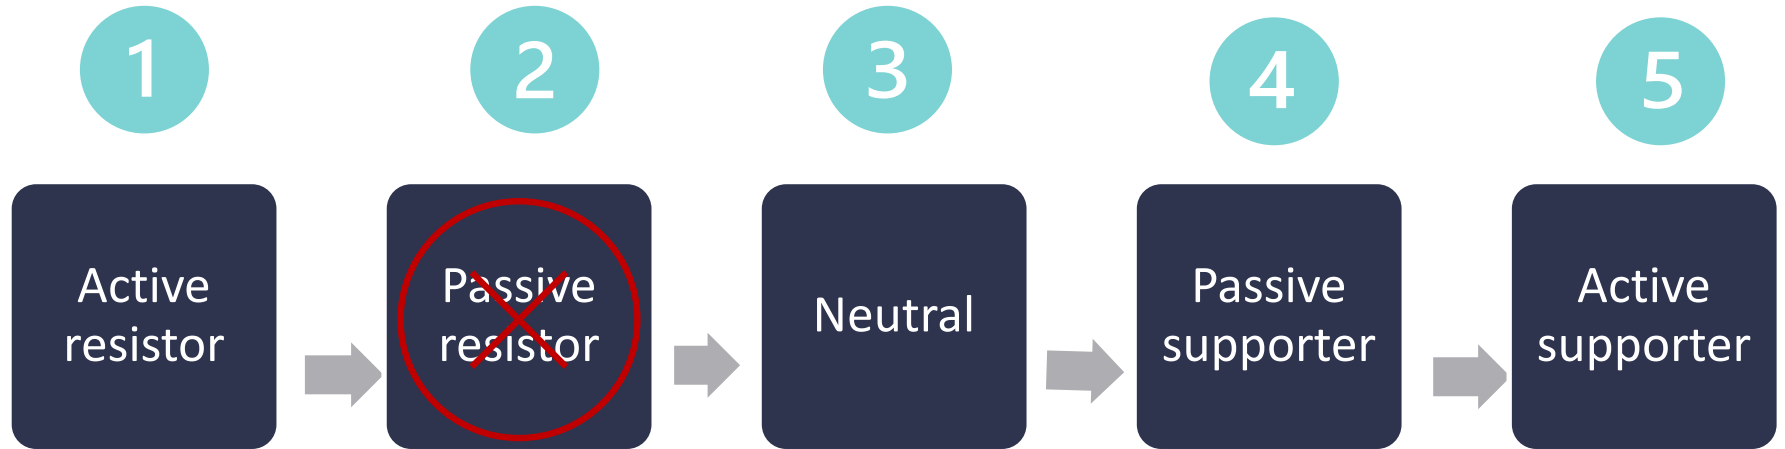 1
2
3
4
5
Active
resistor
Passive
resistor
Neutral
Passive
supporter
Active
supporter